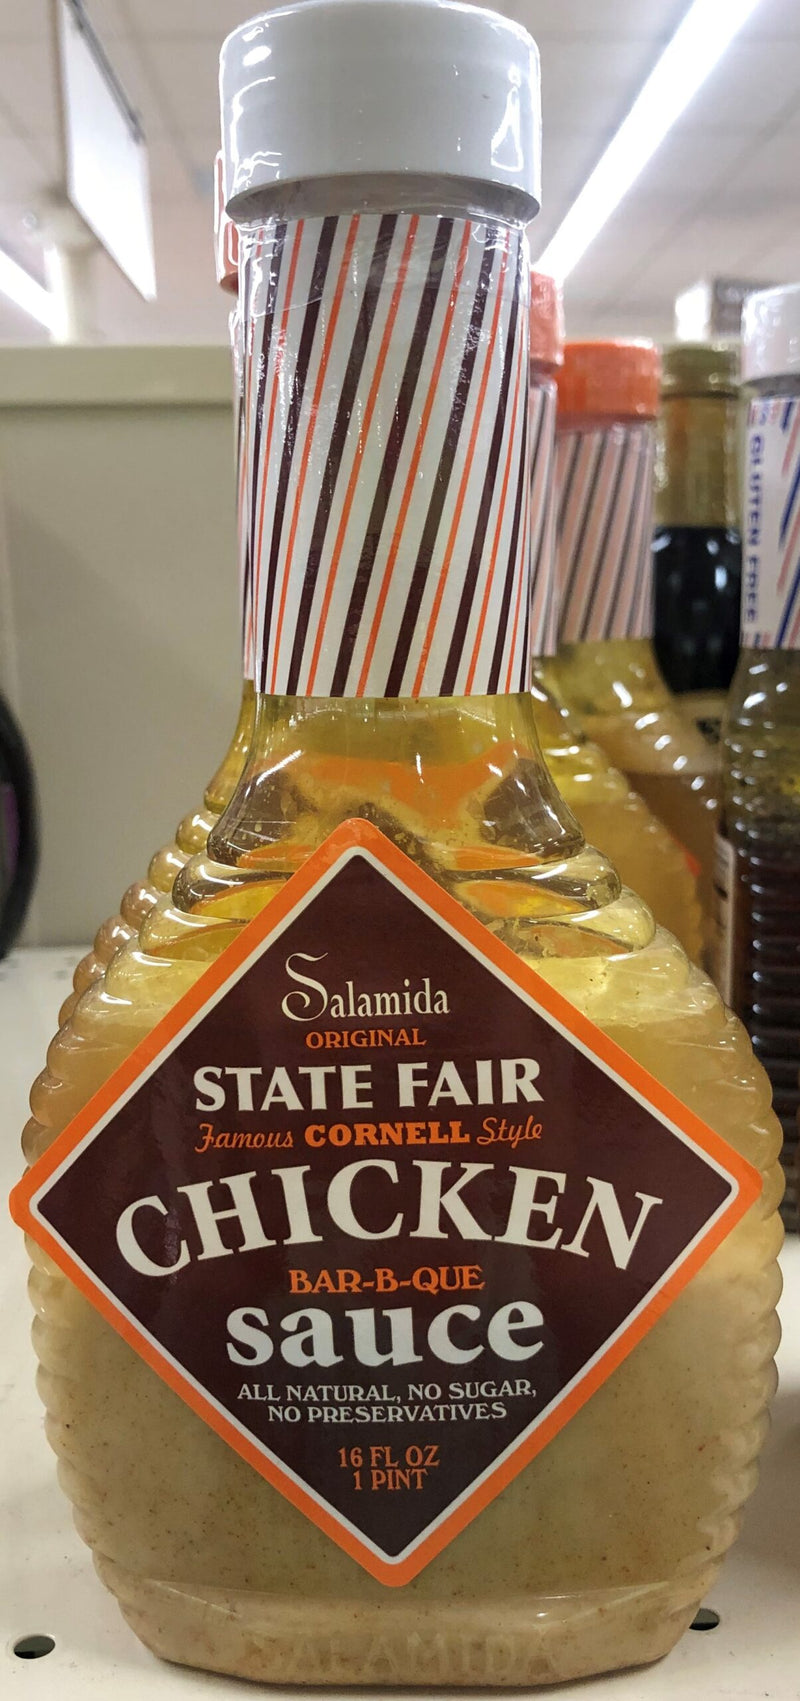 GLUTEN FREE
Salamida
ORIGINAL
STATE FAIR
Famous CORNELL Style
CHICKEN
BAR-B-QUE
sauce
ALL NATURAL, NO SUGAR,
NO PRESERVATIVES
16 FL OZ
1 PINT
SALAMIDA